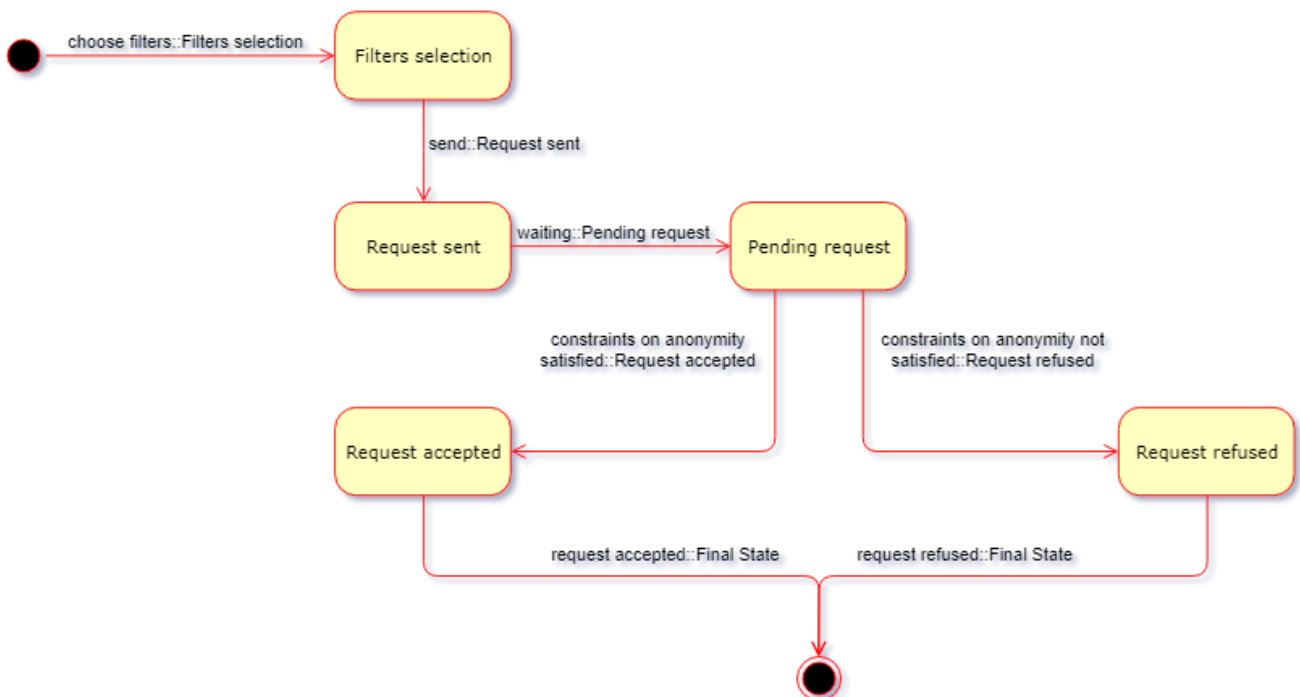 choose filters::Filters selection
Filters selection
send::Request sent
Request sent
waiting::Pending request
Pending request
constraints on anonymity
satisfied::Request accepted
constraints on anonymity not
satisfied::Request refused
Request accepted
Request refused
request accepted::Final State
request refused::Final State